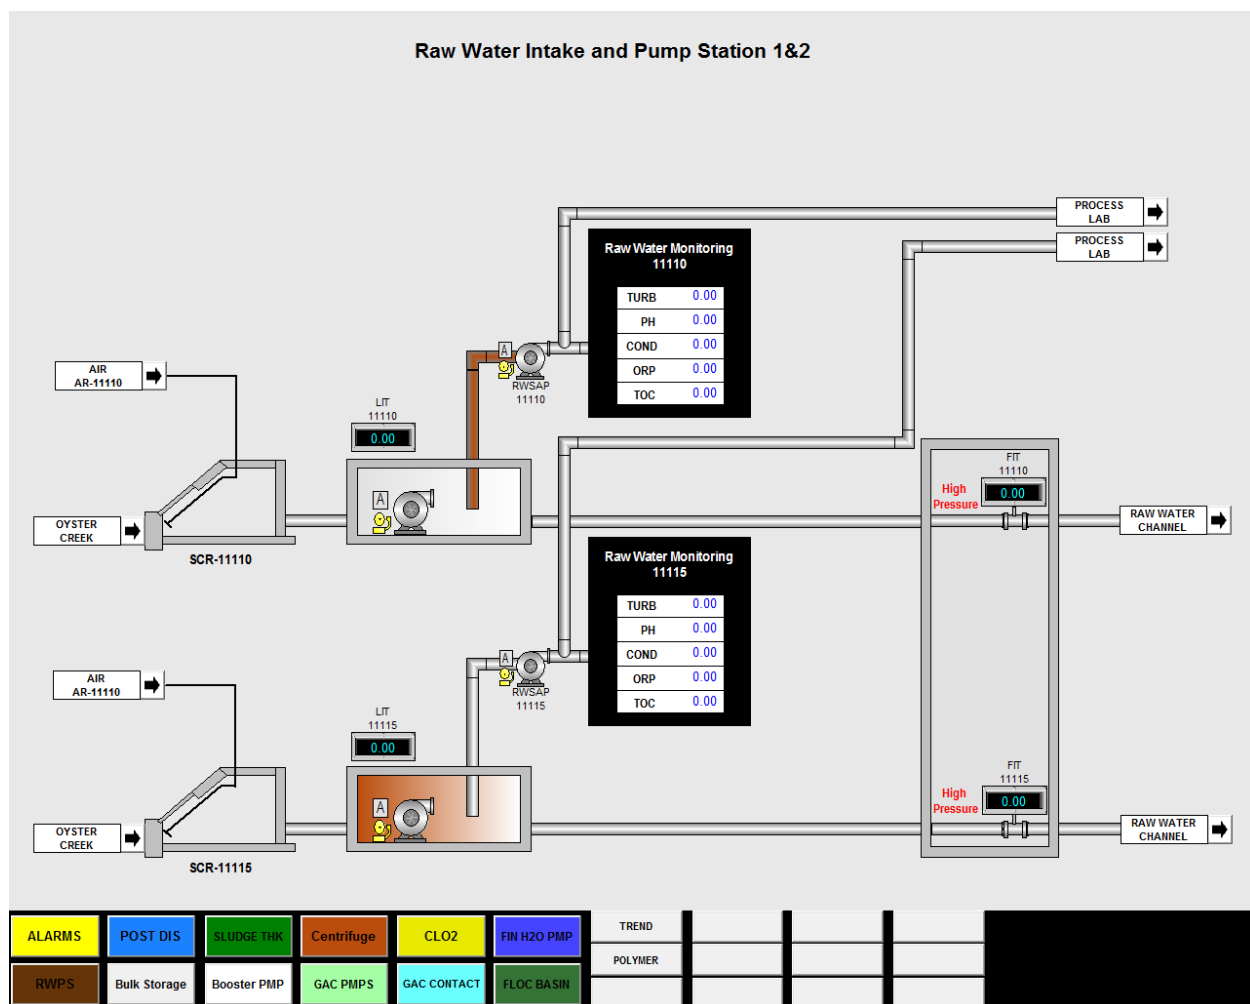 Raw Water Intake and Pump Station 1&2
PROCESS
LAB
PROCESS
LAB
Raw Water Monitoring
11110
TURB 0.00
PH 0.00
COND 0.00
ORP 0.00
TOC 0.00
A
RWSAP
11110
AIR
AR-11110
LIT
11110
0.00
A
OYSTER
CREEK
SCR-11110
FIT
11110
0.00
High
Pressure
RAW WATER
CHANNEL
Raw Water Monitoring
11115
TURB 0.00
PH 0.00
COND 0.00
ORP 0.00
TOC 0.00
A
RWSAP
11115
AIR
AR-11110
LIT
11115
0.00
A
OYSTER
CREEK
SCR-11115
FIT
11115
0.00
High
Pressure
RAW WATER
CHANNEL
ALARMS POST DIS SLUDGE THK Centrifuge CLO2 FIN H2O PMP TREND
POLYMER
RWPS Bulk Storage Booster PMP GAC PMPS GAC CONTACT FLOC BASIN